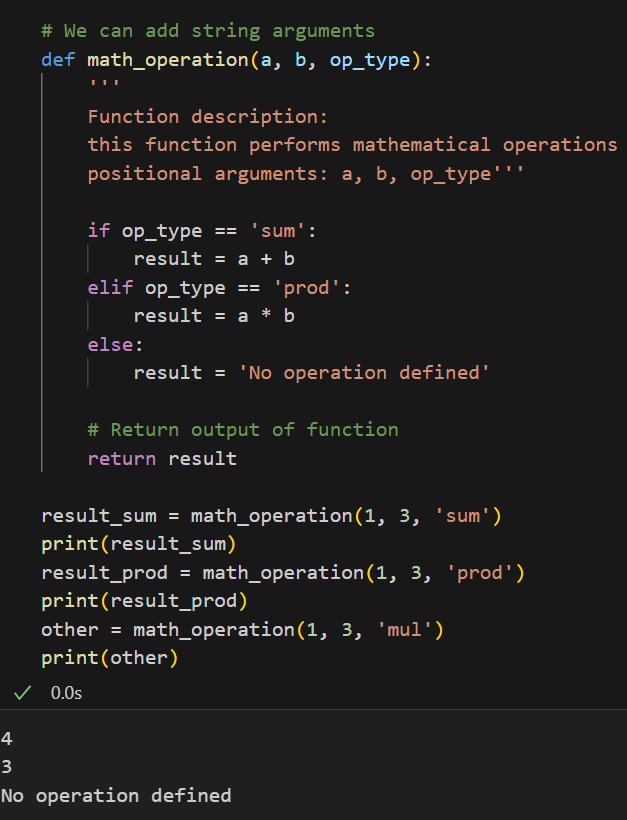 # We can add string arguments
def math_operation(a, b, op_type):
    '''
    Function description:
    this function performs mathematical operations
    positional arguments: a, b, op_type'''

    if op_type == 'sum':
        result = a + b
    elif op_type == 'prod':
        result = a * b
    else:
        result = 'No operation defined'

    # Return output of function
    return result

result_sum = math_operation(1, 3, 'sum')
print(result_sum)
result_prod = math_operation(1, 3, 'prod')
print(result_prod)
other = math_operation(1, 3, 'mul')
print(other)
0.0s
4
3
No operation defined